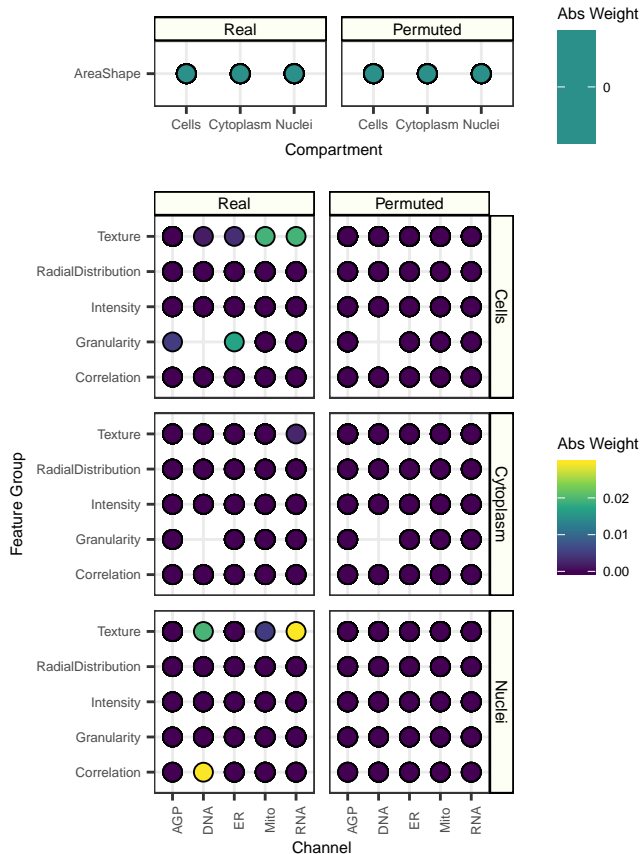 Abs Weight
0
Real
Permuted
AreaShape
Cells Cytoplasm Nuclei
Cells Cytoplasm Nuclei
Compartment
Real
Permuted
Texture
RadialDistribution
Intensity
Granularity
Correlation
Cells
Texture
RadialDistribution
Intensity
Granularity
Correlation
Cytoplasm
Texture
RadialDistribution
Intensity
Granularity
Correlation
Nuclei
Feature Group
AGP
DNA
ER
Mito
RNA
AGP
DNA
ER
Mito
RNA
Channel
Abs Weight
0.02
0.01
0.00